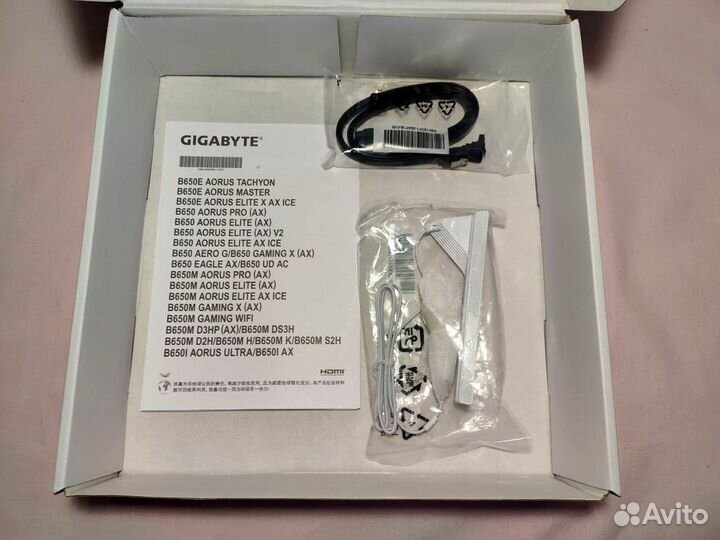 GIGABYTE
B650E AORUS TACHYON
B650E AORUS MASTER
B650E AORUS ELITE X AX ICE
B650 AORUS PRO (AX)
B650 AORUS ELITE (AX)
B650 AORUS ELITE (AX) V2
B650 AORUS ELITE AX ICE
B650 AERO G/B650 GAMING X (AX)
B650 EAGLE AX/B650 UD AC
B650M AORUS PRO (AX)
B650M AORUS ELITE (AX)
B650M AORUS ELITE AX ICE
B650M GAMING X (AX)
B650M GAMING WIFI
B650M D3HP (AX)/B650M DS3H
B650M D2H/B650M H/B650M K/B650M S2H
B650I AORUS ULTRA/B650I AX
HDMI
Avito